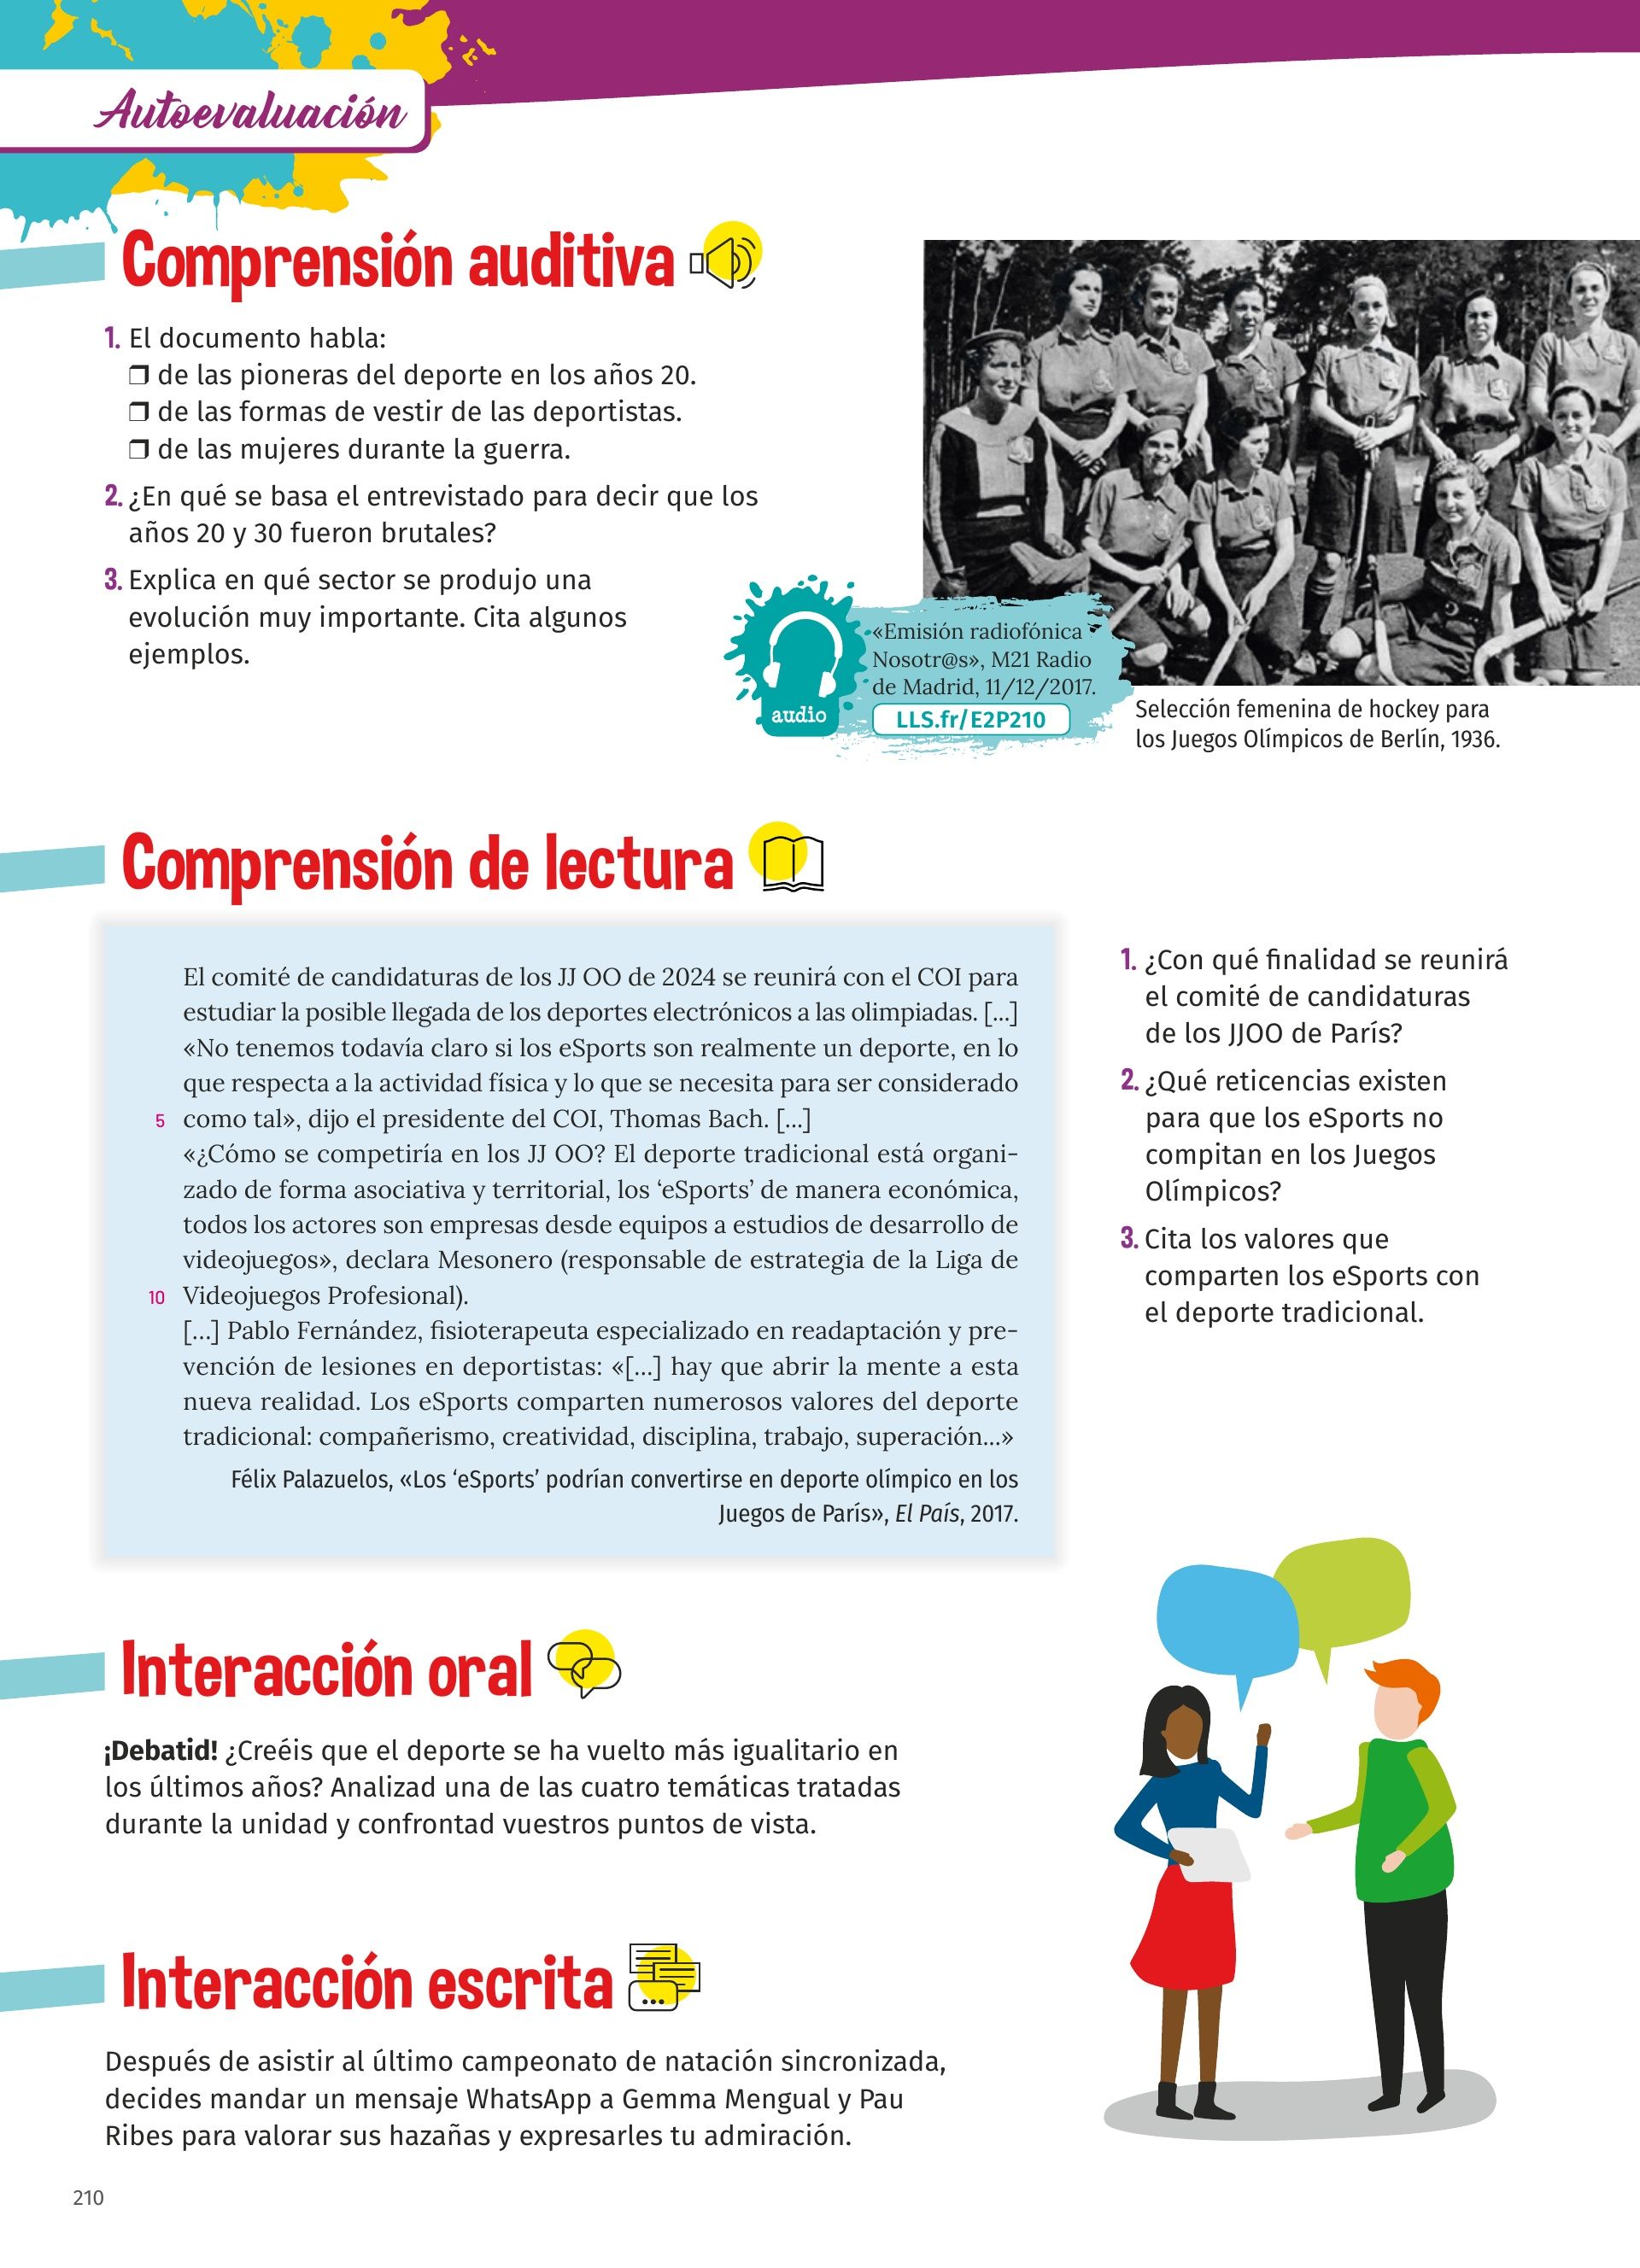 Autoevaluación
Comprensión auditiva
1. El documento habla:
❒ de las pioneras del deporte en los años 20.
❒ de las formas de vestir de las deportistas.
❒ de las mujeres durante la guerra.
2. ¿En qué se basa el entrevistado para decir que los
años 20 y 30 fueron brutales?
3. Explica en qué sector se produjo una
evolución muy importante. Cita algunos
ejemplos.
audio
«Emisión radiofónica
Nosotr@s», M21 Radio
de Madrid, 11/12/2017.
LLS.fr/E2P210
Selección femenina de hockey para
los Juegos Olímpicos de Berlín, 1936.
Comprensión de lectura
El comité de candidaturas de los JJ OO de 2024 se reunirá con el COI para
estudiar la posible llegada de los deportes electrónicos a las olimpiadas. [...]
«No tenemos todavía claro si los eSports son realmente un deporte, en lo
que respecta a la actividad física y lo que se necesita para ser considerado
5 como tal», dijo el presidente del COI, Thomas Bach. [...]
«¿Cómo se competiría en los JJ OO? El deporte tradicional está organi-
zado de forma asociativa y territorial, los ‘eSports’ de manera económica,
todos los actores son empresas desde equipos a estudios de desarrollo de
videojuegos», declara Mesonero (responsable de estrategia de la Liga de
10 Videojuegos Profesional).
[...] Pablo Fernández, fisioterapeuta especializado en readaptación y pre-
vención de lesiones en deportistas: «[...] hay que abrir la mente a esta
nueva realidad. Los eSports comparten numerosos valores del deporte
tradicional: compañerismo, creatividad, disciplina, trabajo, superación...»
Félix Palazuelos, «Los ‘eSports’ podrían convertirse en deporte olímpico en los
Juegos de París», El País, 2017.
1. ¿Con qué finalidad se reunirá
el comité de candidaturas
de los JJOO de París?
2. ¿Qué reticencias existen
para que los eSports no
compitan en los Juegos
Olímpicos?
3. Cita los valores que
comparten los eSports con
el deporte tradicional.
Interacción oral
¡Debatid! ¿Creéis que el deporte se ha vuelto más igualitario en
los últimos años? Analizad una de las cuatro temáticas tratadas
durante la unidad y confrontad vuestros puntos de vista.
Interacción escrita
Después de asistir al último campeonato de natación sincronizada,
decides mandar un mensaje WhatsApp a Gemma Mengual y Pau
Ribes para valorar sus hazañas y expresarles tu admiración.
210